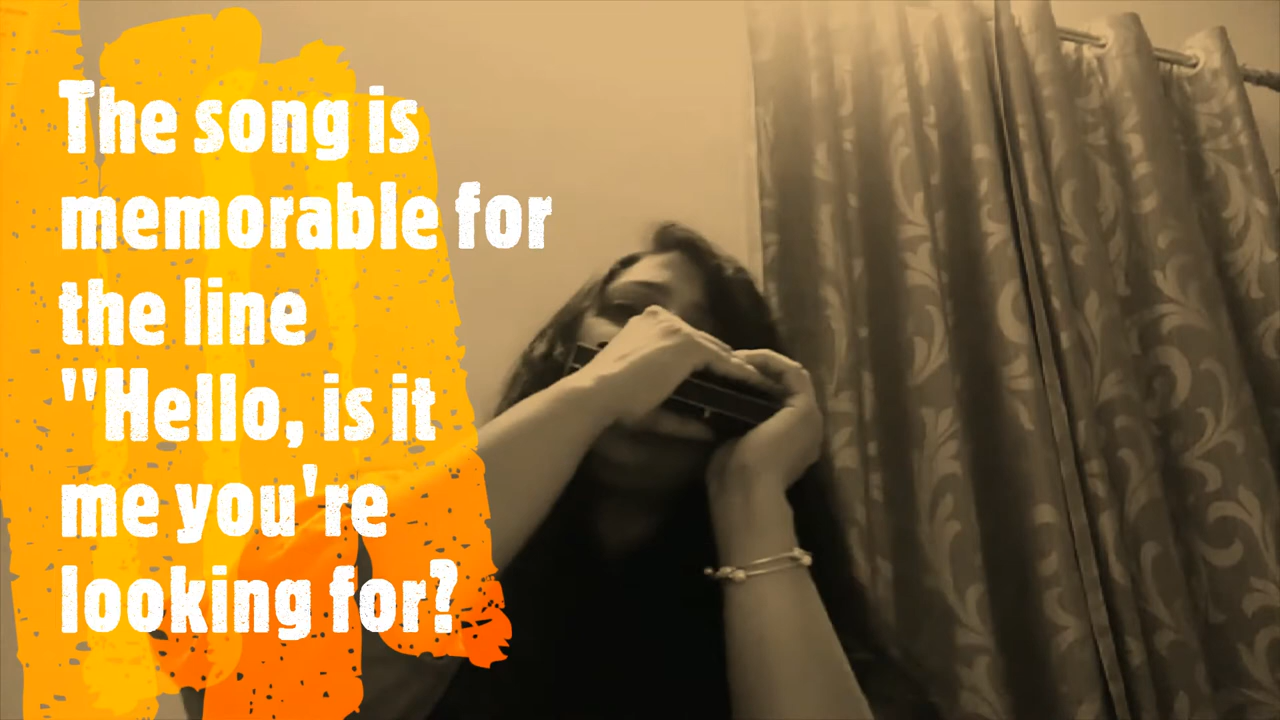 The song is
memorable for
the line
"Hello, is it
me you're
looking for?